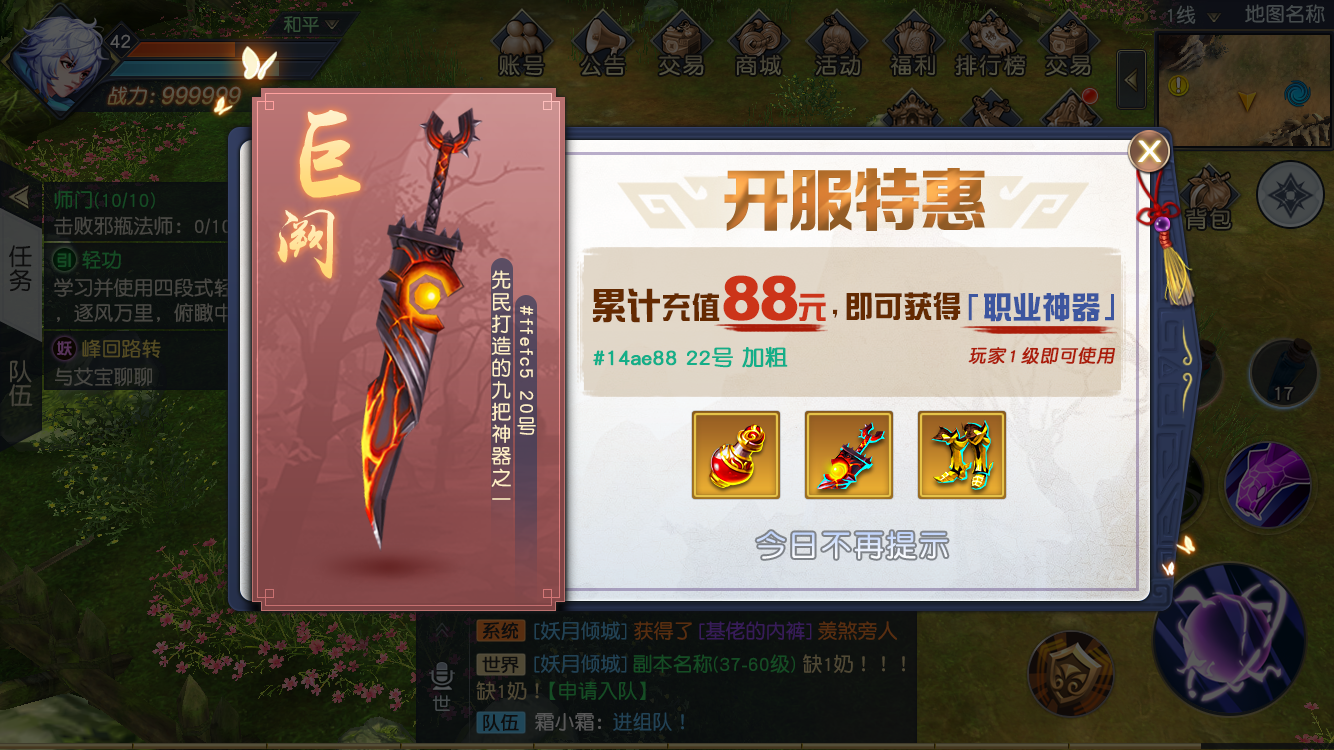 42
和平
战力: 999999
账号
公告
交易
商城
活动
福利
排行榜
交易
1线
地图名称
背包
17
任务
队伍
师门(10/10)
击败邪瓶法师: 0/10
引 轻功
学习并使用四段式轻
，逐风万里，俯瞰中
妖 峰回路转
与艾宝聊聊
巨阙
先民打造的九把神器之一
#ffefc5 20号
开服特惠
累计充值88元，即可获得「职业神器」
#14ae88 22号 加粗
玩家1级即可使用
今日不再提示
系统 [妖月倾城] 获得了 [基佬的内裤] 羡煞旁人
世界 [妖月倾城] 副本名称(37-60级) 缺1奶！！！
缺1奶！【申请入队】
世
队伍 霜小霜: 进组队！